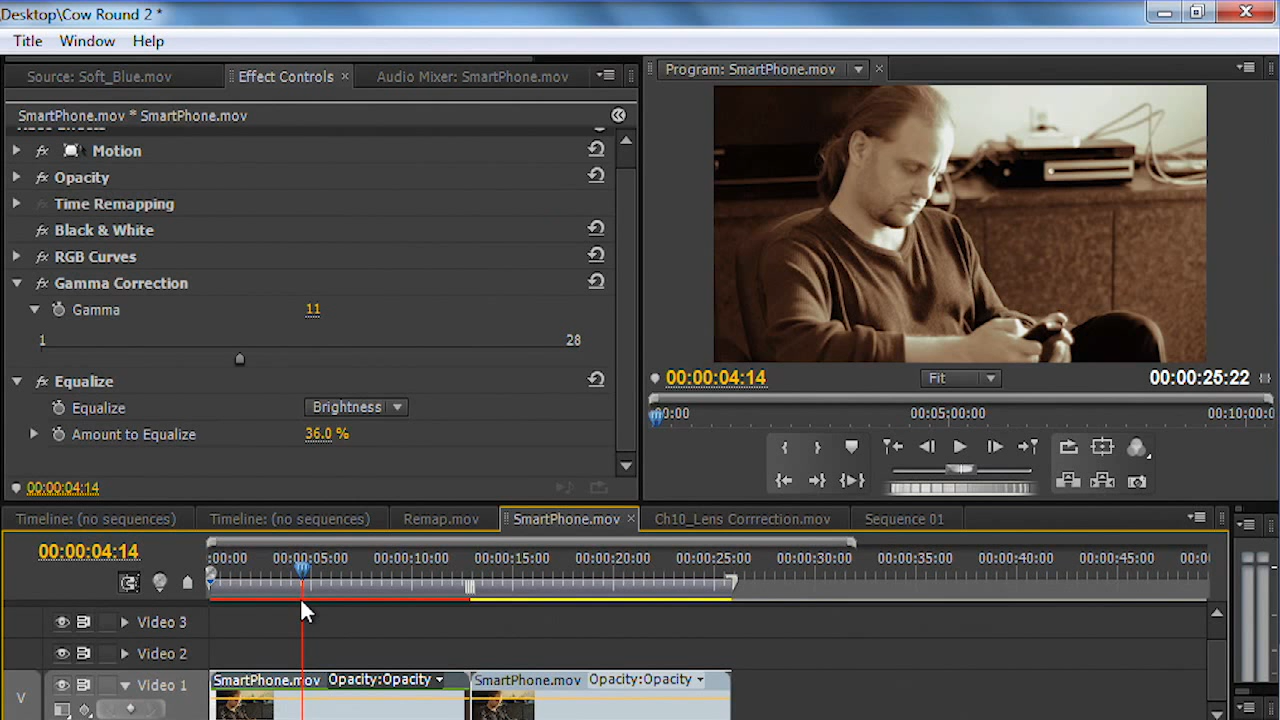 Desktop\Cow Round 2 *
Title Window Help
Source: Soft_Blue.mov Effect Controls × Audio Mixer: SmartPhone.mov
Program: SmartPhone.mov
SmartPhone.mov * SmartPhone.mov
fx Motion
fx Opacity
Time Remapping
fx Black & White
fx RGB Curves
fx Gamma Correction
Gamma 11
1 28
fx Equalize
Equalize Brightness
Amount to Equalize 36.0 %
00:00:04:14
00:00:04:14 Fit 00:00:25:22
00:00 00:05:00:00 00:10:00:0
Timeline: (no sequences) Timeline: (no sequences) Remap.mov SmartPhone.mov × Ch10_Lens Corrrection.mov Sequence 01
00:00:04:14
:00:00 00:00:05:00 00:00:10:00 00:00:15:00 00:00:20:00 00:00:25:00 00:00:30:00 00:00:35:00 00:00:40:00 00:00:45:00 00:0
Video 3
Video 2
V Video 1
SmartPhone.mov Opacity:Opacity SmartPhone.mov Opacity:Opacity